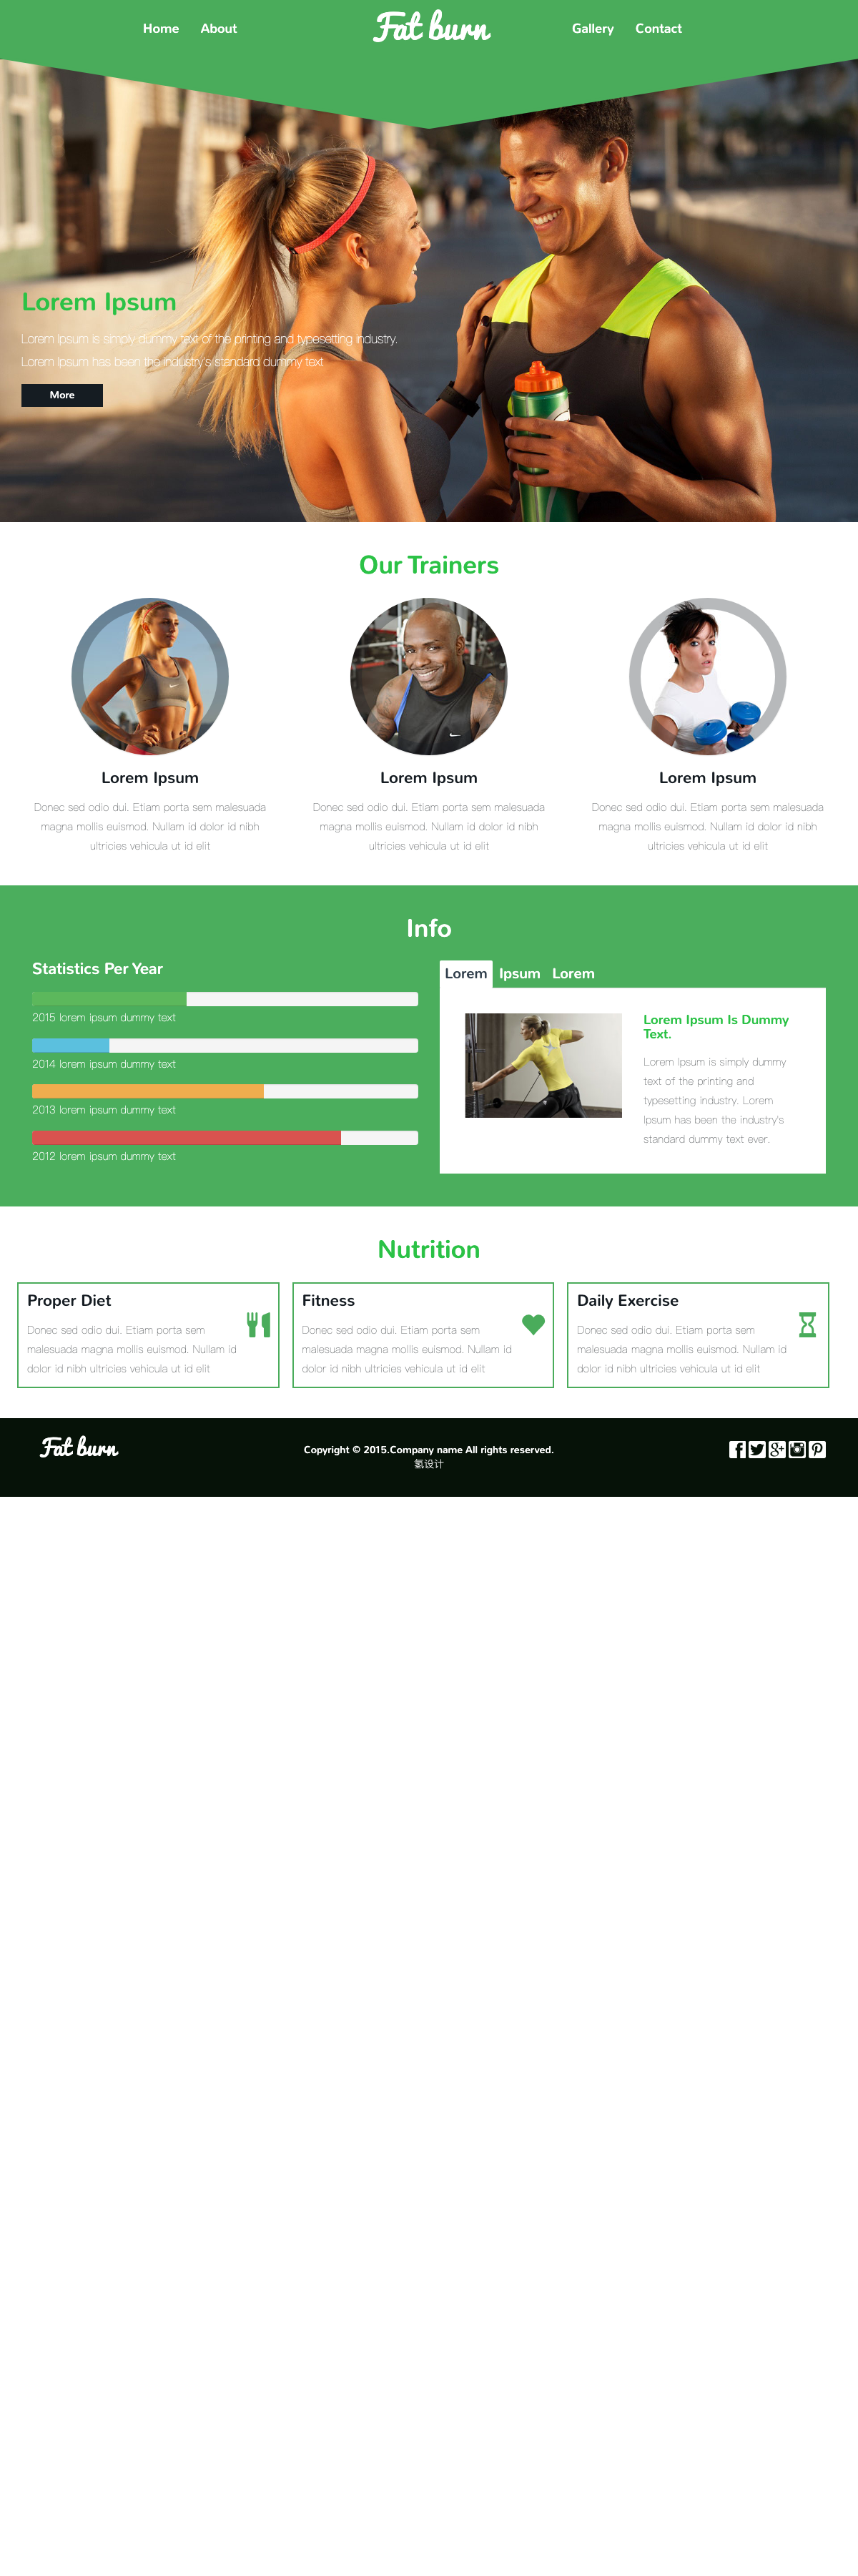 Home About Fat burn Gallery Contact
Lorem Ipsum
Lorem Ipsum is simply dummy text of the printing and typesetting industry.
Lorem Ipsum has been the industry's standard dummy text
More
Our Trainers
Lorem Ipsum
Donec sed odio dui. Etiam porta sem malesuada
magna mollis euismod. Nullam id dolor id nibh
ultricies vehicula ut id elit
Lorem Ipsum
Donec sed odio dui. Etiam porta sem malesuada
magna mollis euismod. Nullam id dolor id nibh
ultricies vehicula ut id elit
Lorem Ipsum
Donec sed odio dui. Etiam porta sem malesuada
magna mollis euismod. Nullam id dolor id nibh
ultricies vehicula ut id elit
Info
Statistics Per Year
2015 lorem ipsum dummy text
2014 lorem ipsum dummy text
2013 lorem ipsum dummy text
2012 lorem ipsum dummy text
Lorem Ipsum Lorem
Lorem Ipsum Is Dummy
Text.
Lorem Ipsum is simply dummy
text of the printing and
typesetting industry. Lorem
Ipsum has been the industry's
standard dummy text ever.
Nutrition
Proper Diet
Donec sed odio dui. Etiam porta sem
malesuada magna mollis euismod. Nullam id
dolor id nibh ultricies vehicula ut id elit
Fitness
Donec sed odio dui. Etiam porta sem
malesuada magna mollis euismod. Nullam id
dolor id nibh ultricies vehicula ut id elit
Daily Exercise
Donec sed odio dui. Etiam porta sem
malesuada magna mollis euismod. Nullam id
dolor id nibh ultricies vehicula ut id elit
Fat burn
Copyright © 2015.Company name All rights reserved.
氢设计